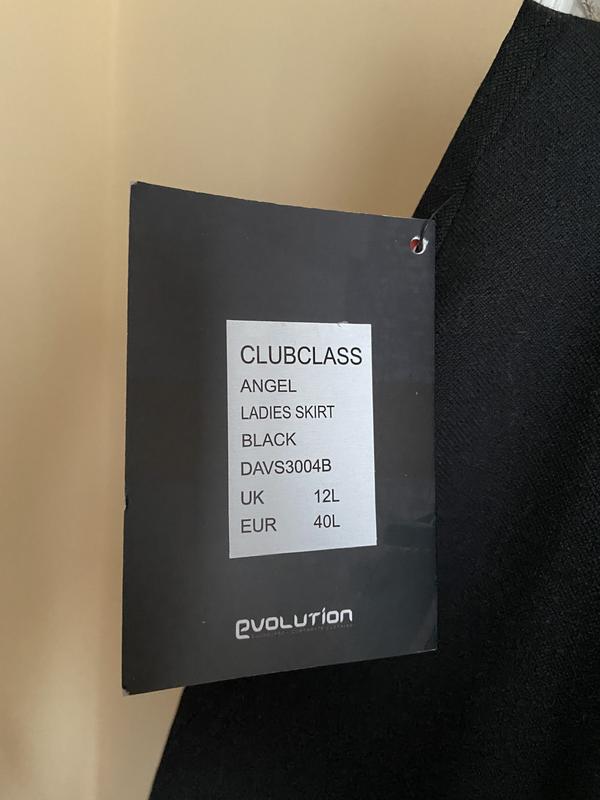 CLUBCLASS
ANGEL
LADIES SKIRT
BLACK
DAVS3004B
UK 12L
EUR 40L
evolution